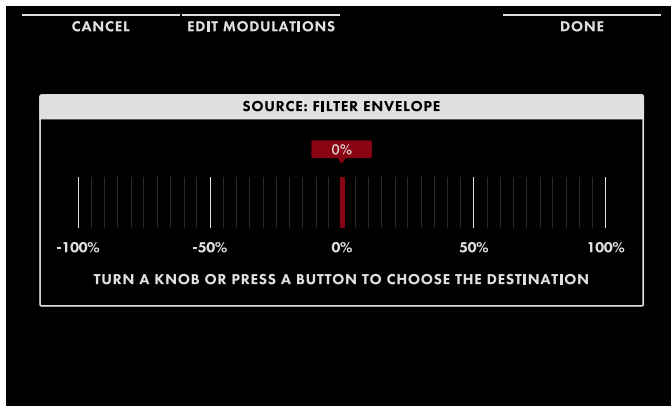 CANCEL EDIT MODULATIONS DONE
SOURCE: FILTER ENVELOPE
0%
-100% -50% 0% 50% 100%
TURN A KNOB OR PRESS A BUTTON TO CHOOSE THE DESTINATION